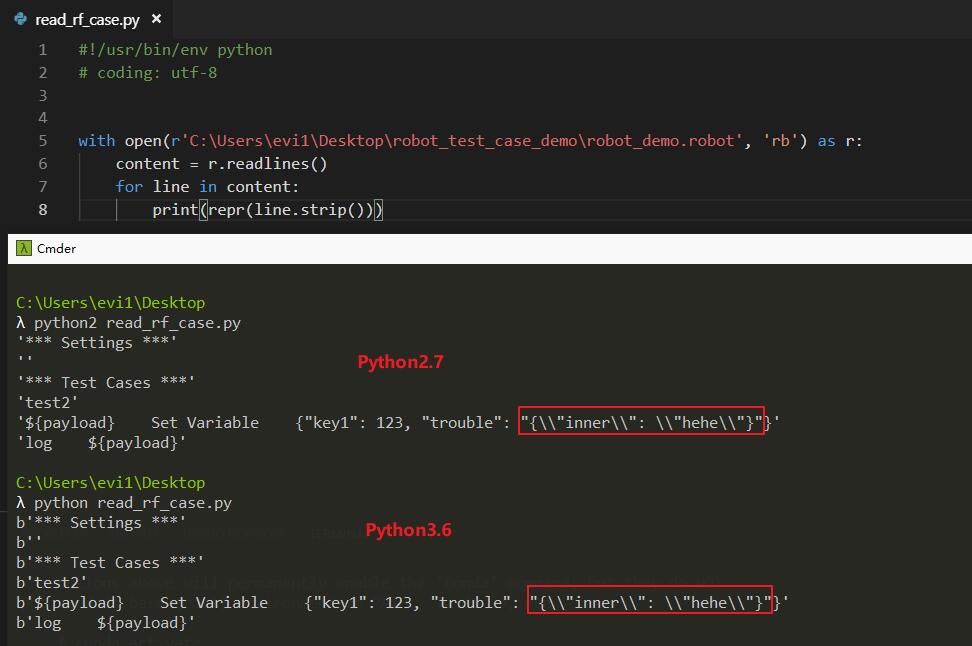 read_rf_case.py ×
1 #!/usr/bin/env python
2 # coding: utf-8
3
4
5 with open(r'C:\Users\evi1\Desktop\robot_test_case_demo\robot_demo.robot', 'rb') as r:
6     content = r.readlines()
7     for line in content:
8         print(repr(line.strip()))
λ Cmder
C:\Users\evi1\Desktop
λ python2 read_rf_case.py
'*** Settings ***'
''
Python2.7
'*** Test Cases ***'
'test2'
'${payload}    Set Variable    {"key1": 123, "trouble": "{\\"inner\\": \\"hehe\\"}"}'
'log    ${payload}'
C:\Users\evi1\Desktop
λ python read_rf_case.py
b'*** Settings ***'
Python3.6
b''
b'*** Test Cases ***'
b'test2'
b'${payload}    Set Variable    {"key1": 123, "trouble": "{\\"inner\\": \\"hehe\\"}"}'
b'log    ${payload}'